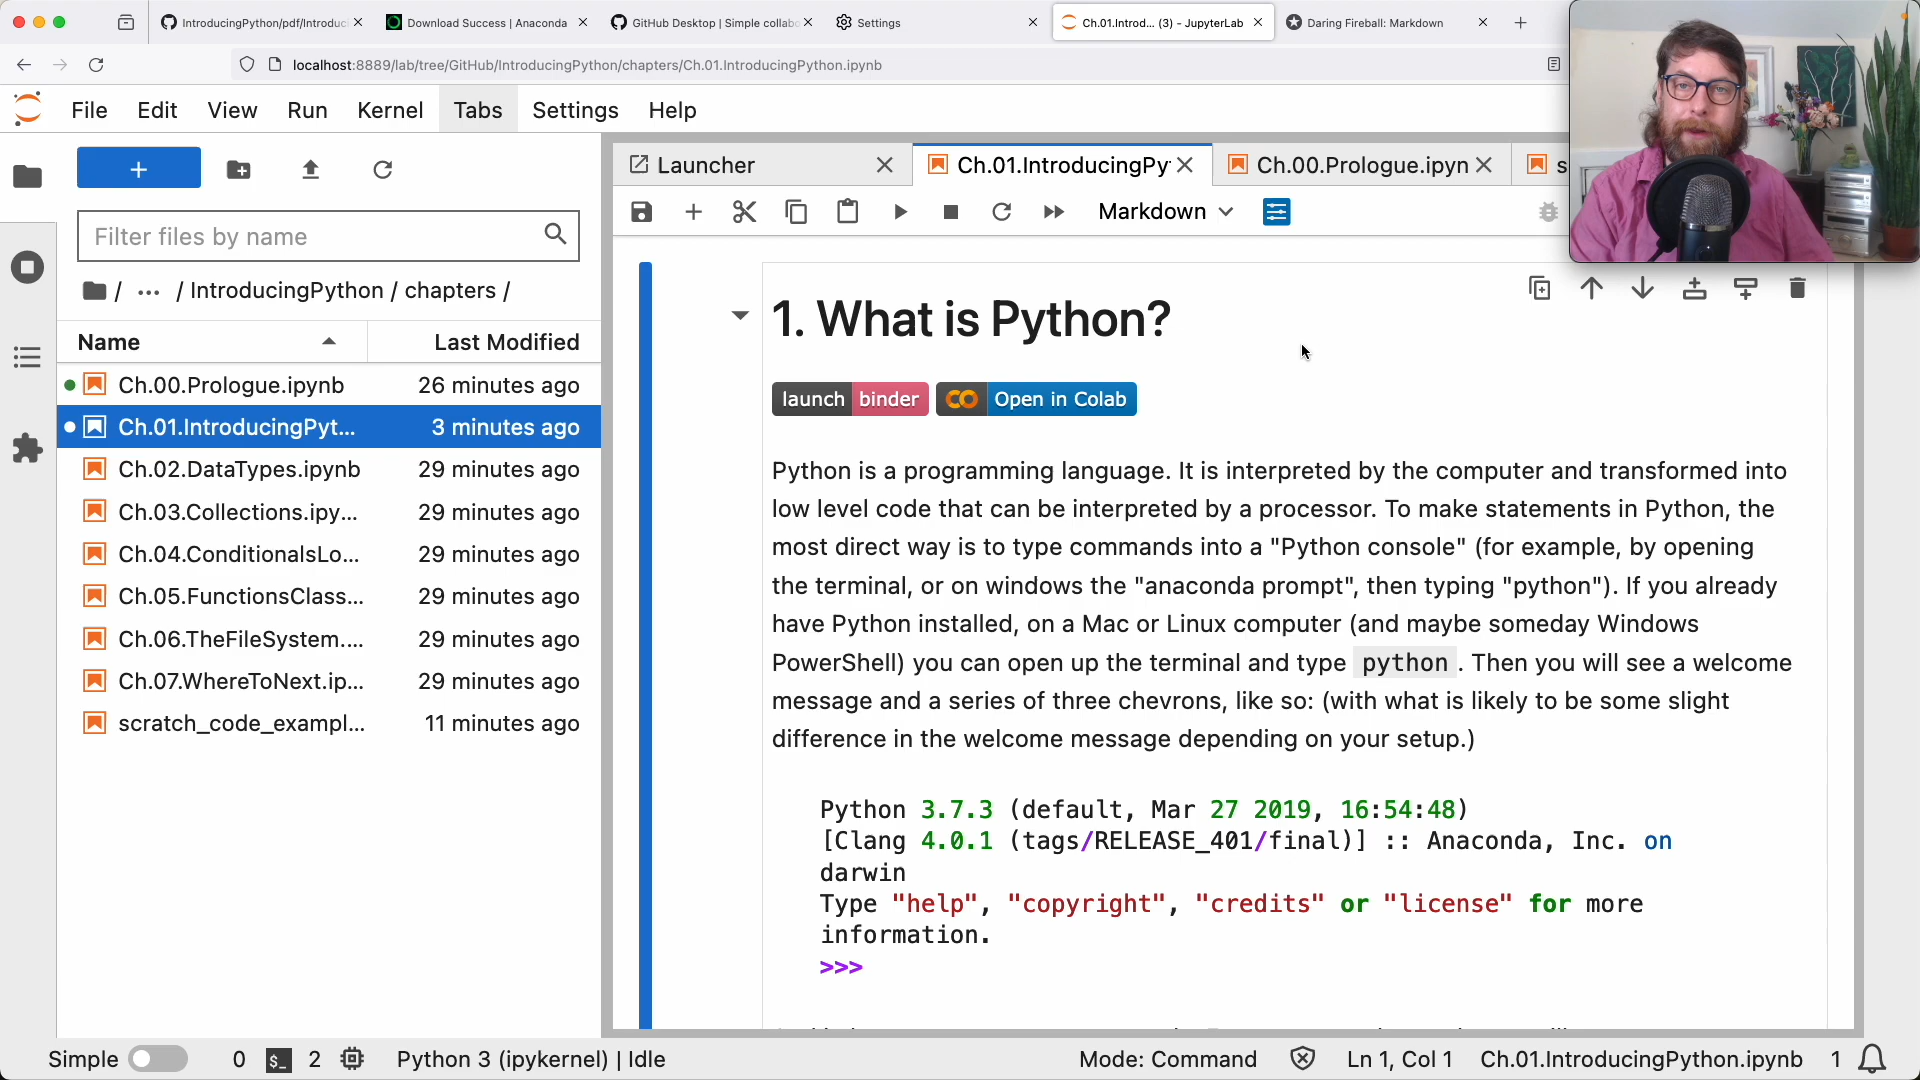 IntroducingPython/pdf/Introduc
Download Success | Anaconda
GitHub Desktop | Simple collabo
Settings
Ch.01.Introd... (3) - JupyterLab
Daring Fireball: Markdown
localhost:8889/lab/tree/GitHub/IntroducingPython/chapters/Ch.01.IntroducingPython.ipynb
File Edit View Run Kernel Tabs Settings Help
Launcher
Ch.01.IntroducingPy
Ch.00.Prologue.ipyn
s
Markdown
Filter files by name
/ ... / IntroducingPython / chapters /
Name Last Modified
Ch.00.Prologue.ipynb 26 minutes ago
Ch.01.IntroducingPyt... 3 minutes ago
Ch.02.DataTypes.ipynb 29 minutes ago
Ch.03.Collections.ipy... 29 minutes ago
Ch.04.ConditionalsLo... 29 minutes ago
Ch.05.FunctionsClass... 29 minutes ago
Ch.06.TheFileSystem.... 29 minutes ago
Ch.07.WhereToNext.ip... 29 minutes ago
scratch_code_exampl... 11 minutes ago
1. What is Python?
launch binder Open in Colab
Python is a programming language. It is interpreted by the computer and transformed into
low level code that can be interpreted by a processor. To make statements in Python, the
most direct way is to type commands into a "Python console" (for example, by opening
the terminal, or on windows the "anaconda prompt", then typing "python"). If you already
have Python installed, on a Mac or Linux computer (and maybe someday Windows
PowerShell) you can open up the terminal and type python . Then you will see a welcome
message and a series of three chevrons, like so: (with what is likely to be some slight
difference in the welcome message depending on your setup.)
Python 3.7.3 (default, Mar 27 2019, 16:54:48)
[Clang 4.0.1 (tags/RELEASE_401/final)] :: Anaconda, Inc. on
darwin
Type "help", "copyright", "credits" or "license" for more
information.
>>>
Simple 0 $_ 2 Python 3 (ipykernel) | Idle Mode: Command Ln 1, Col 1 Ch.01.IntroducingPython.ipynb 1